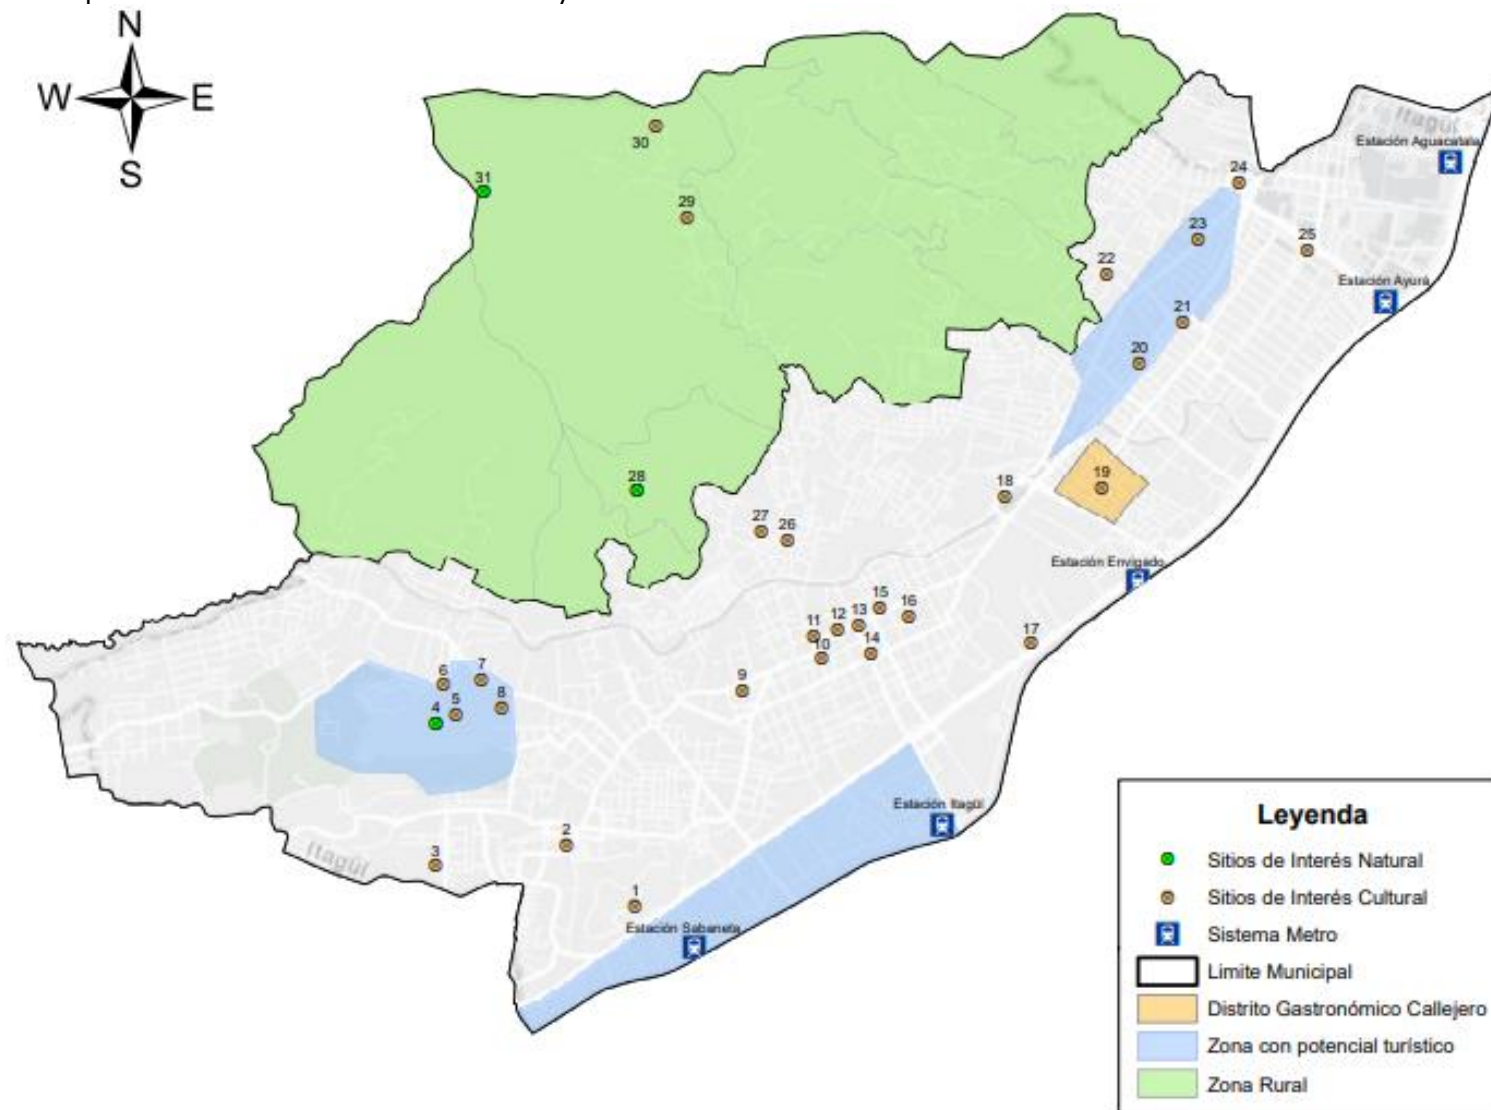 N
W E
S
Itagüí
Estación Aguacatala
30
24
31
29
23
25
22
Estación Ayurá
21
20
19
28
18
27 26
Estación Envigado
15
16
13
12
11
17
14
10
7
6
9
8
5
4
Estación Itagüí
2
Itagüí
3
1
Estación Sabaneta
Leyenda
Sitios de Interés Natural
Sitios de Interés Cultural
Sistema Metro
Limite Municipal
Distrito Gastronómico Callejero
Zona con potencial turístico
Zona Rural